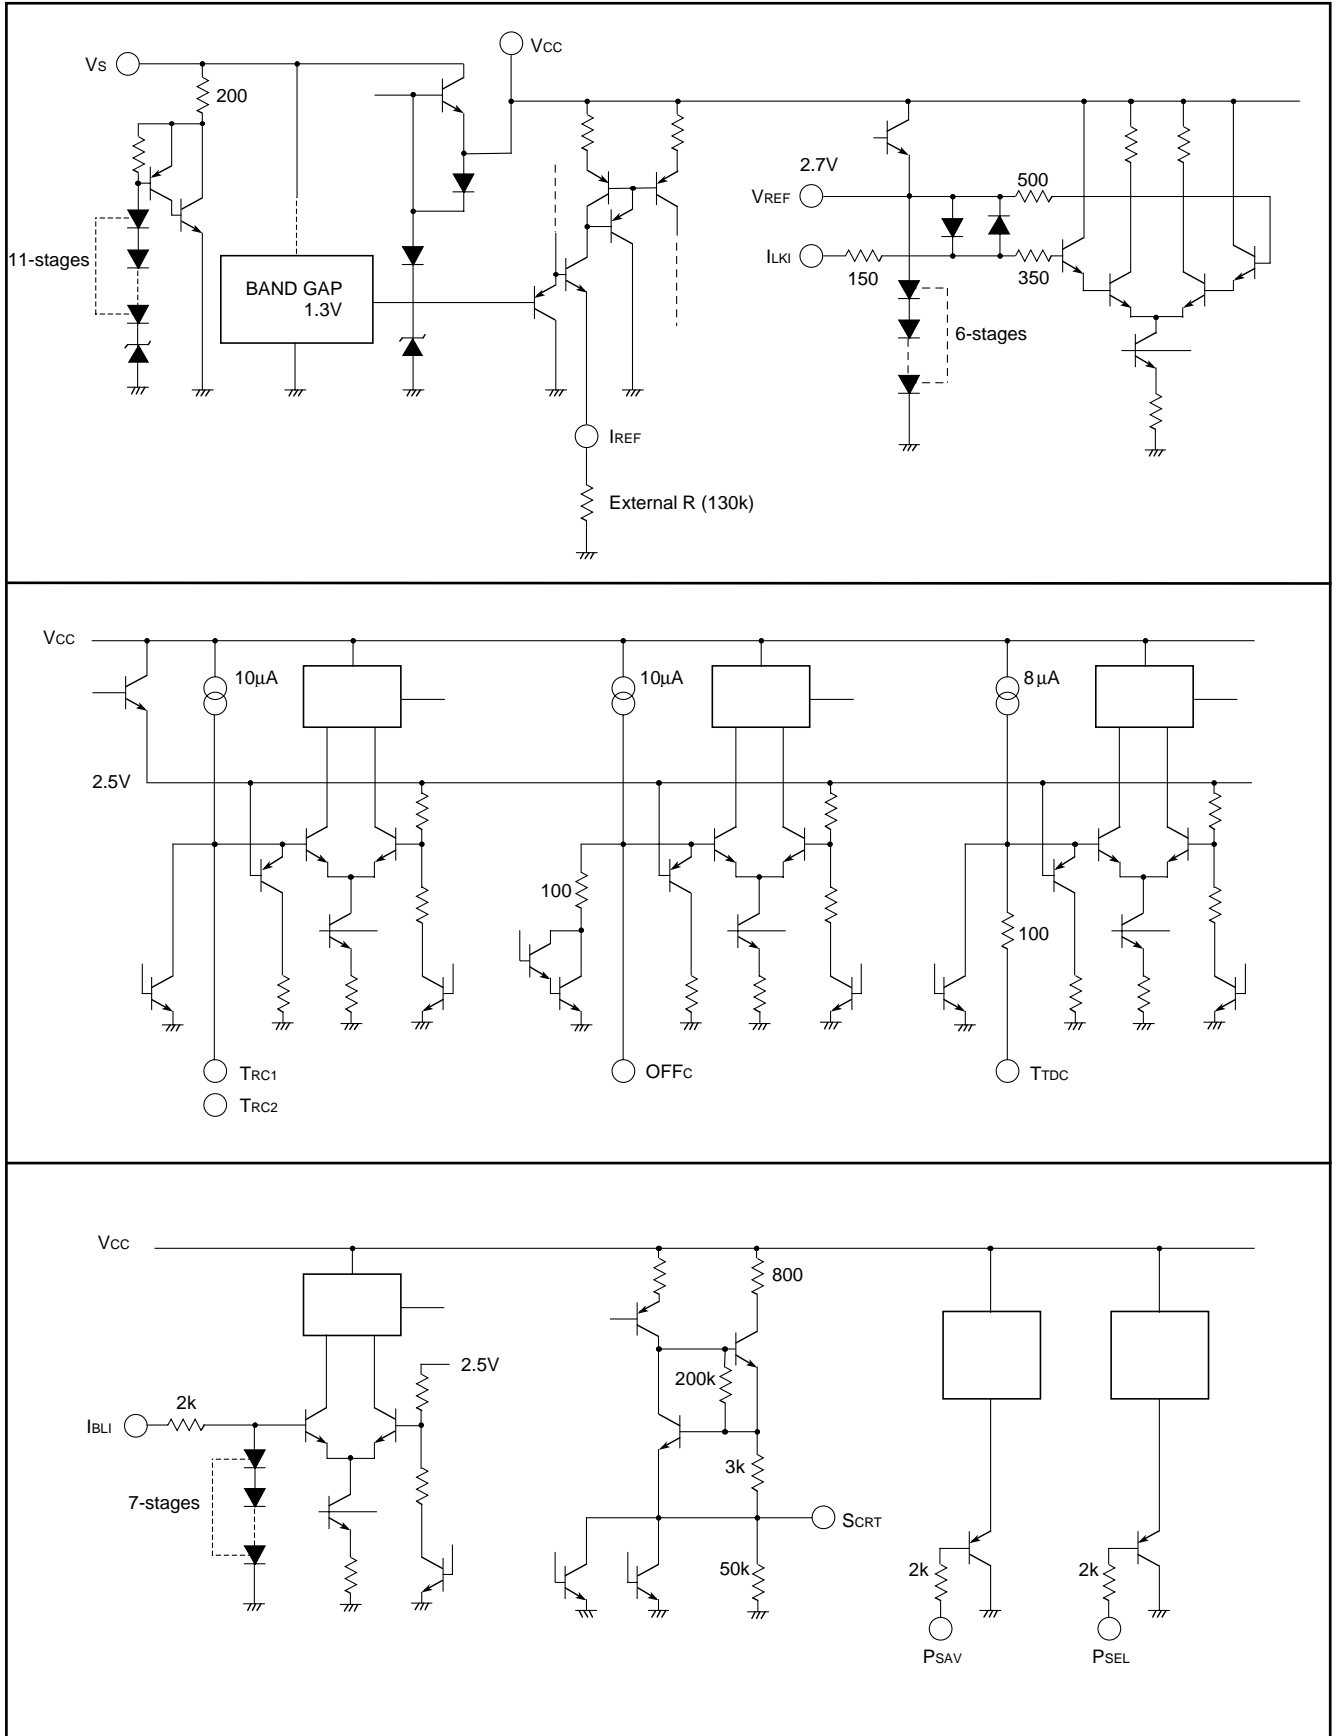 VCC
VS
200
2.7V
VREF
500
ILKI
150
350
11-stages
BAND GAP
1.3V
6-stages
IREF
External R (130k)
VCC
10μA
10μA
8μA
2.5V
100
100
TRC1
OFFC
TTDC
TRC2
VCC
800
2.5V
200k
2k
IBLI
3k
7-stages
SCRT
50k
2k
2k
PSAV
PSEL